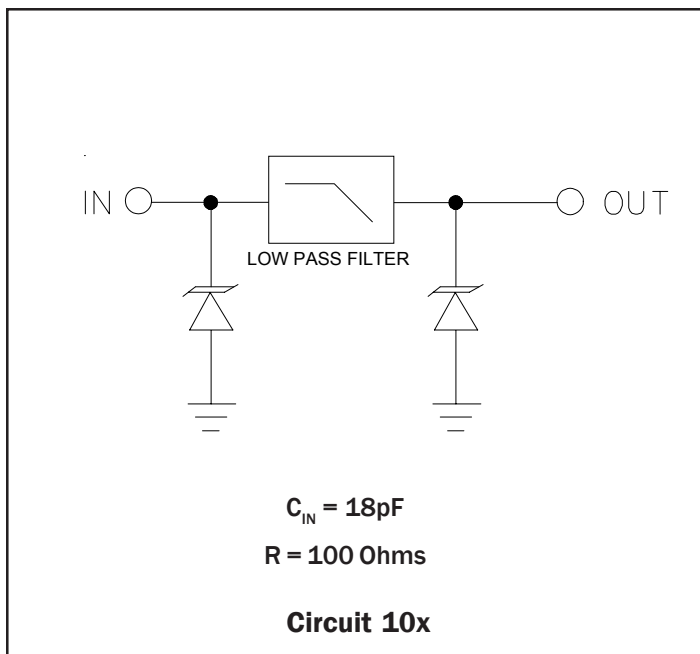 IN OUT
LOW PASS FILTER
C_IN = 18pF
R = 100 Ohms
Circuit 10x